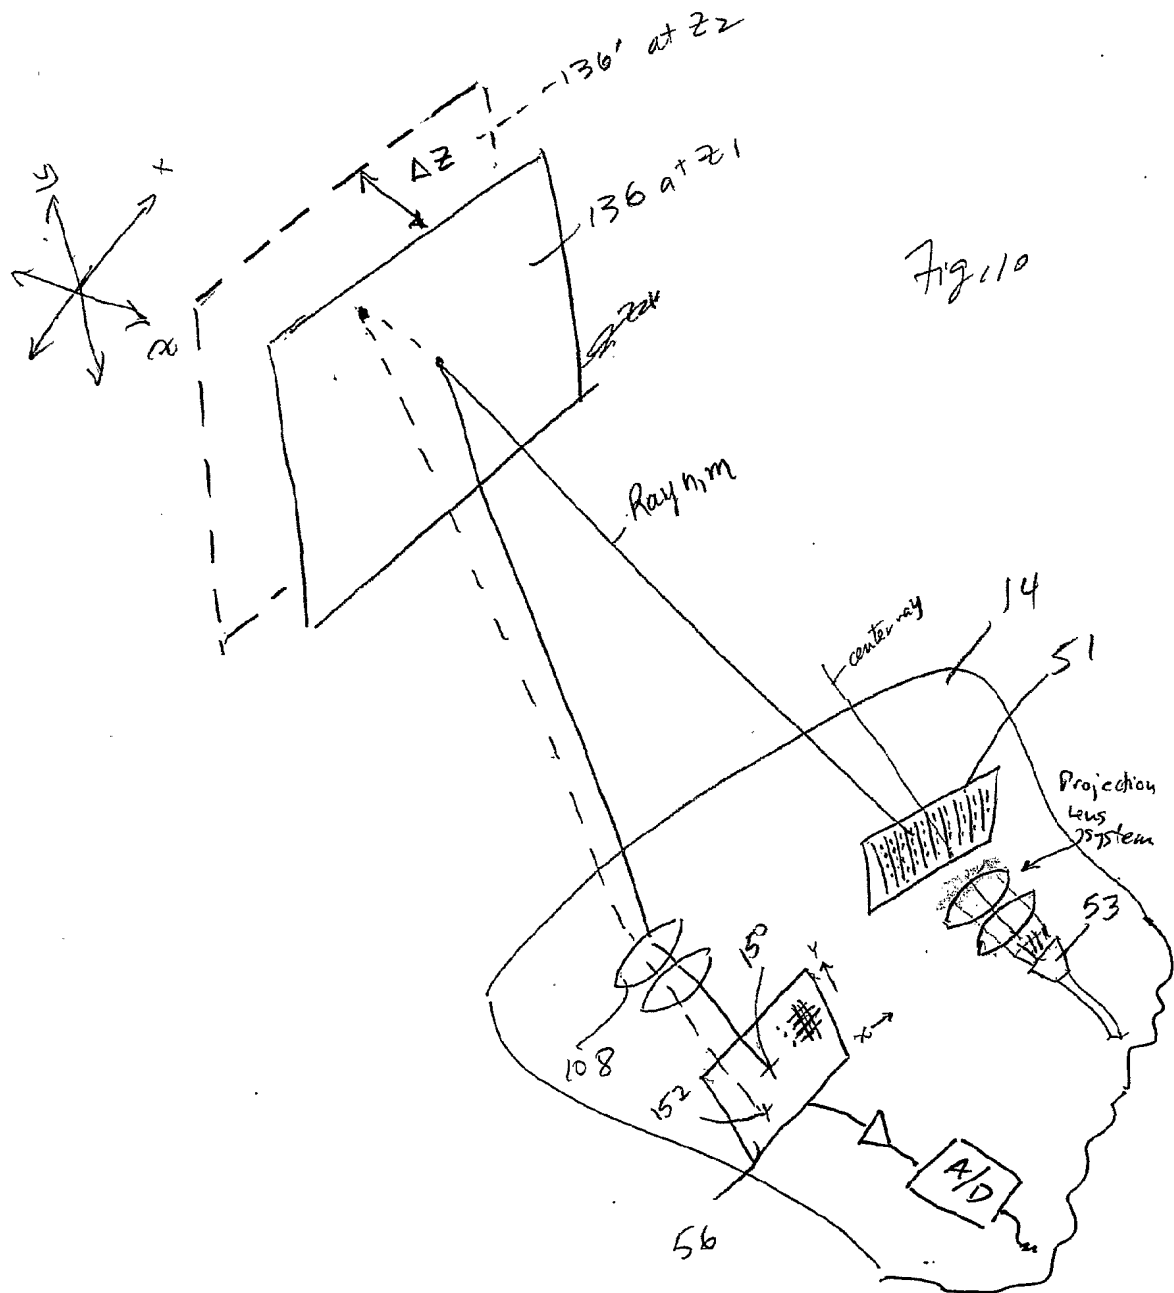 136' at Z2
ΔZ
136 at Z1
y
x
Fig. 10
Ray n,m
center ray
14
51
Projection
Lens
System
53
150
Y
X
108
152
A/D
56